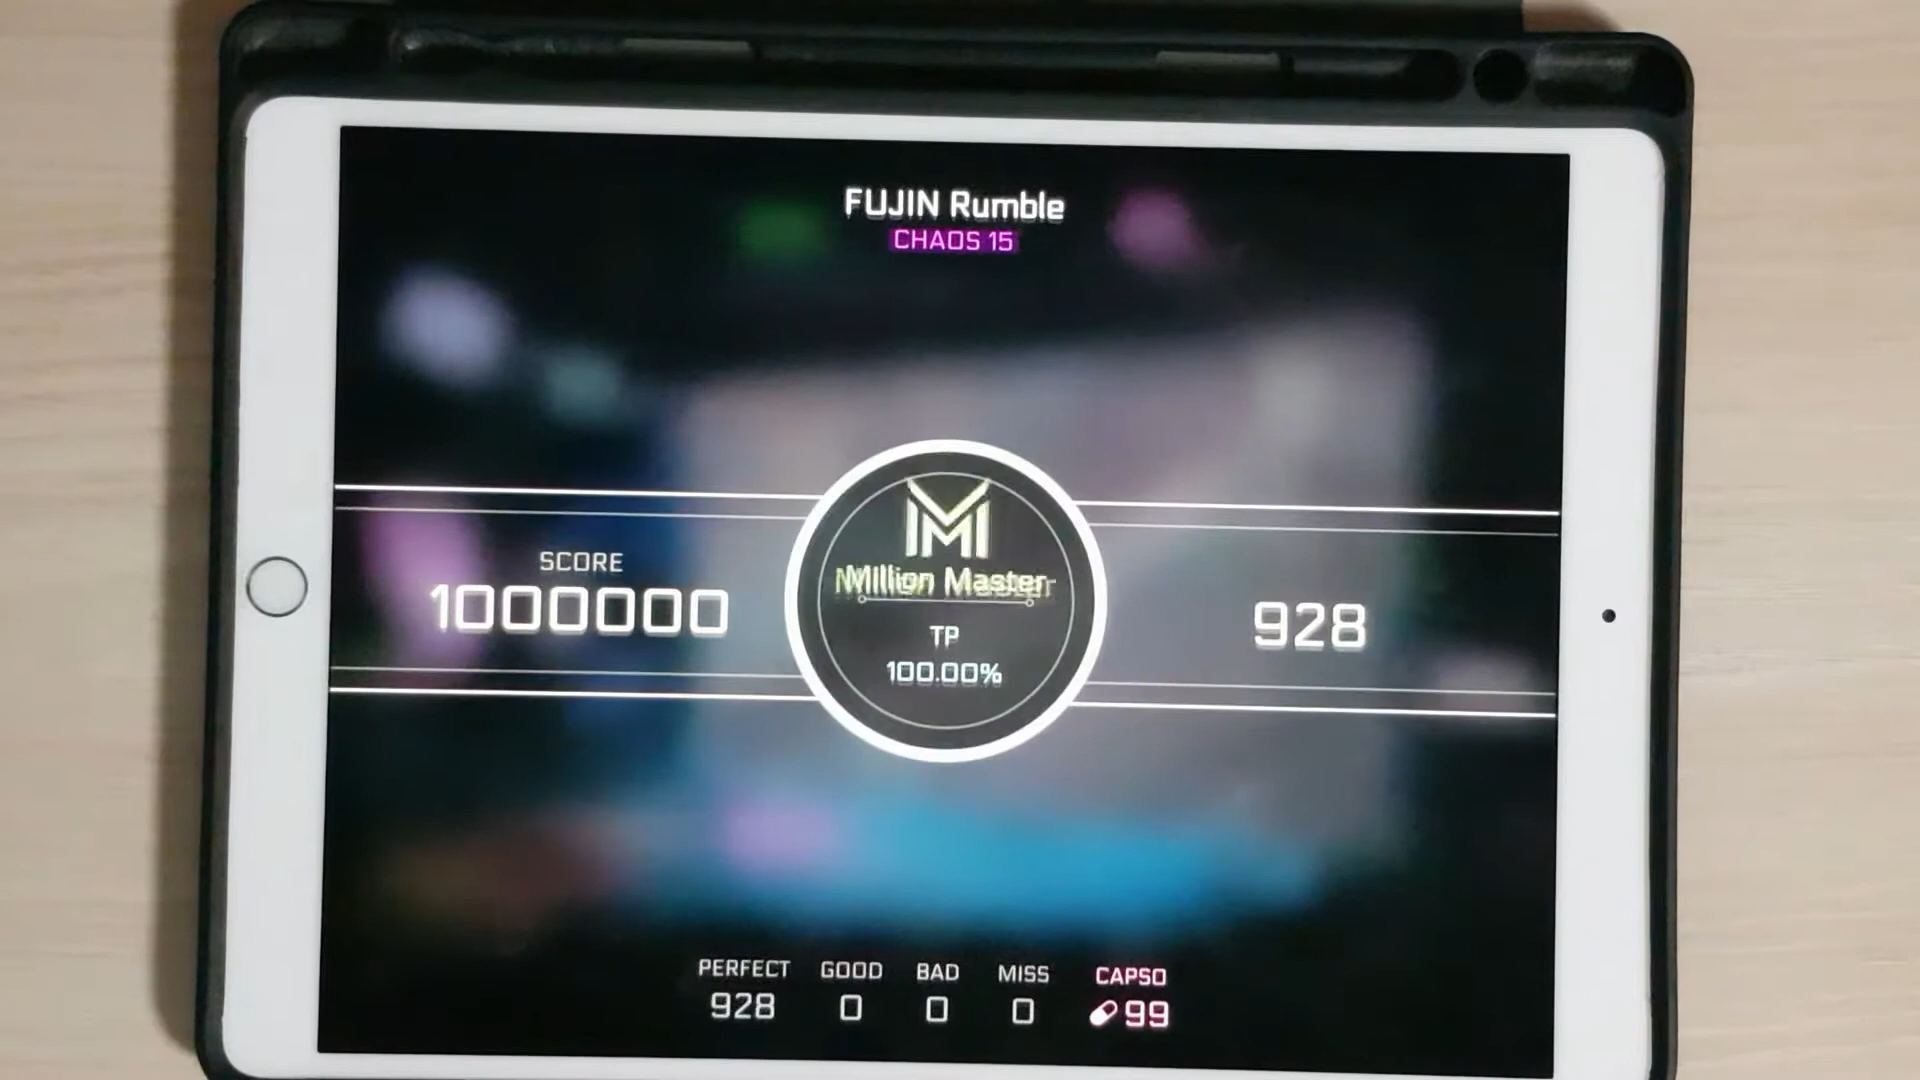 FUJIN Rumble
CHAOS 15
Million Master
SCORE
1000000
TP
100.00%
928
PERFECT GOOD BAD MISS CAPSO
928 0 0 0 99